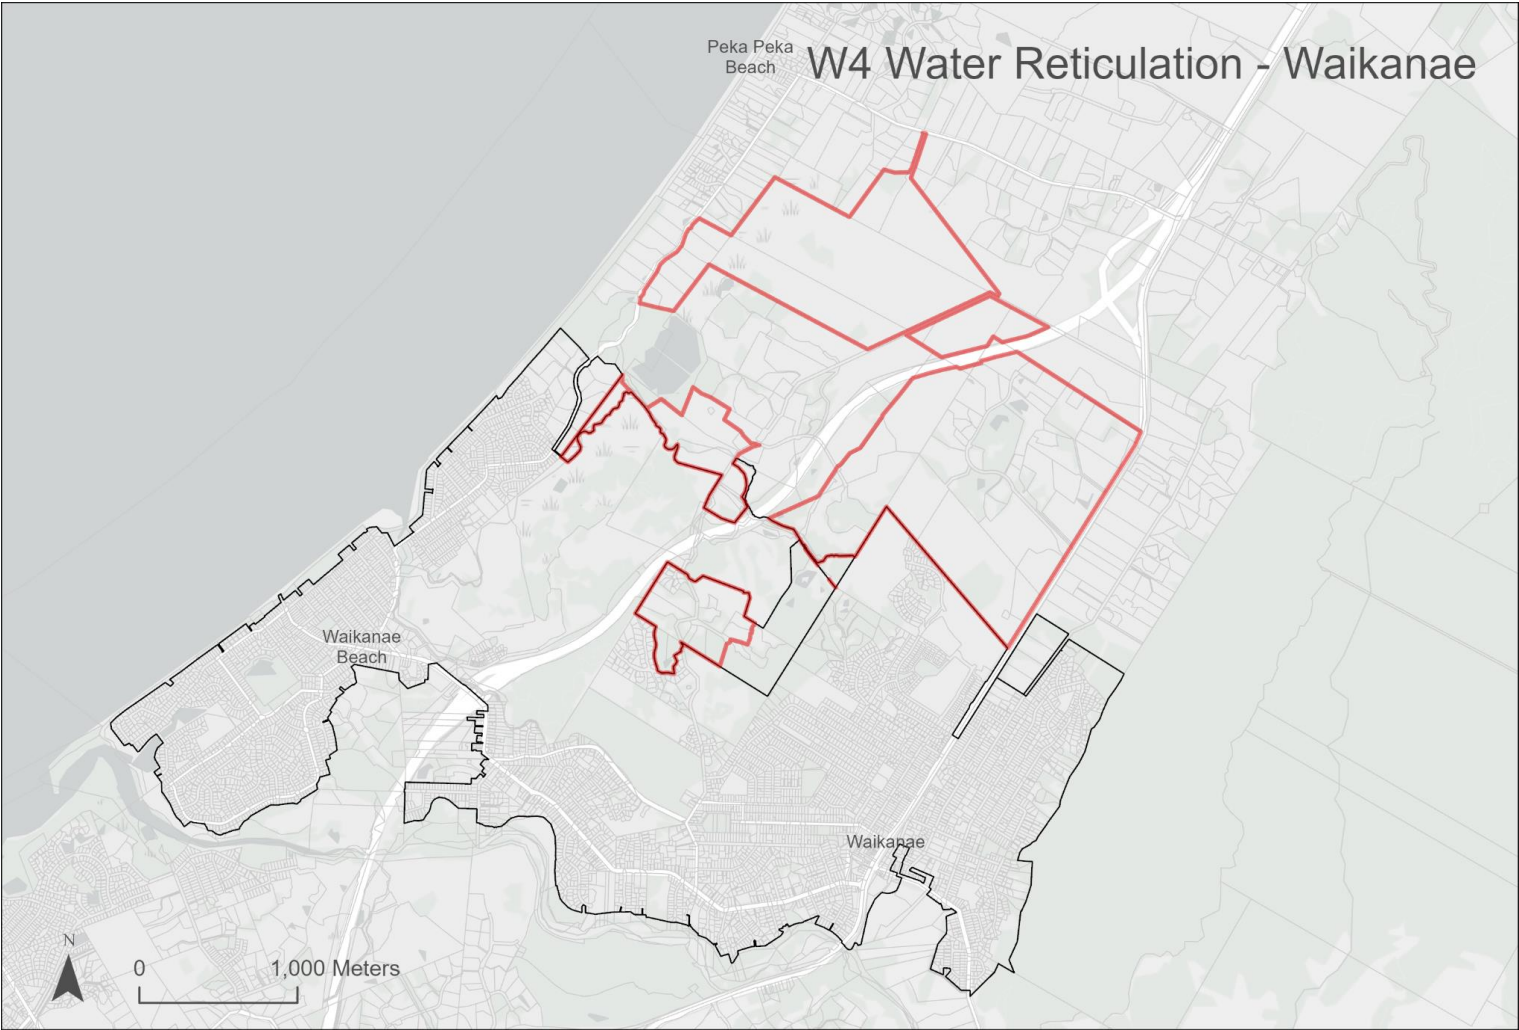 Peka Peka
Beach
W4 Water Reticulation - Waikanae
Waikanae
Beach
Waikanae
N
0 1,000 Meters